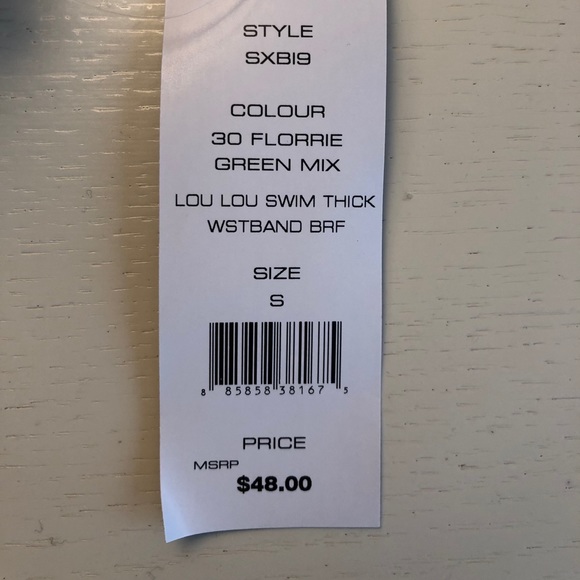 STYLE
SXB19
COLOUR
30 FLORRIE
GREEN MIX
LOU LOU SWIM THICK
WSTBAND BRF
SIZE
S
8 85858 38167 5
PRICE
MSRP
$48.00